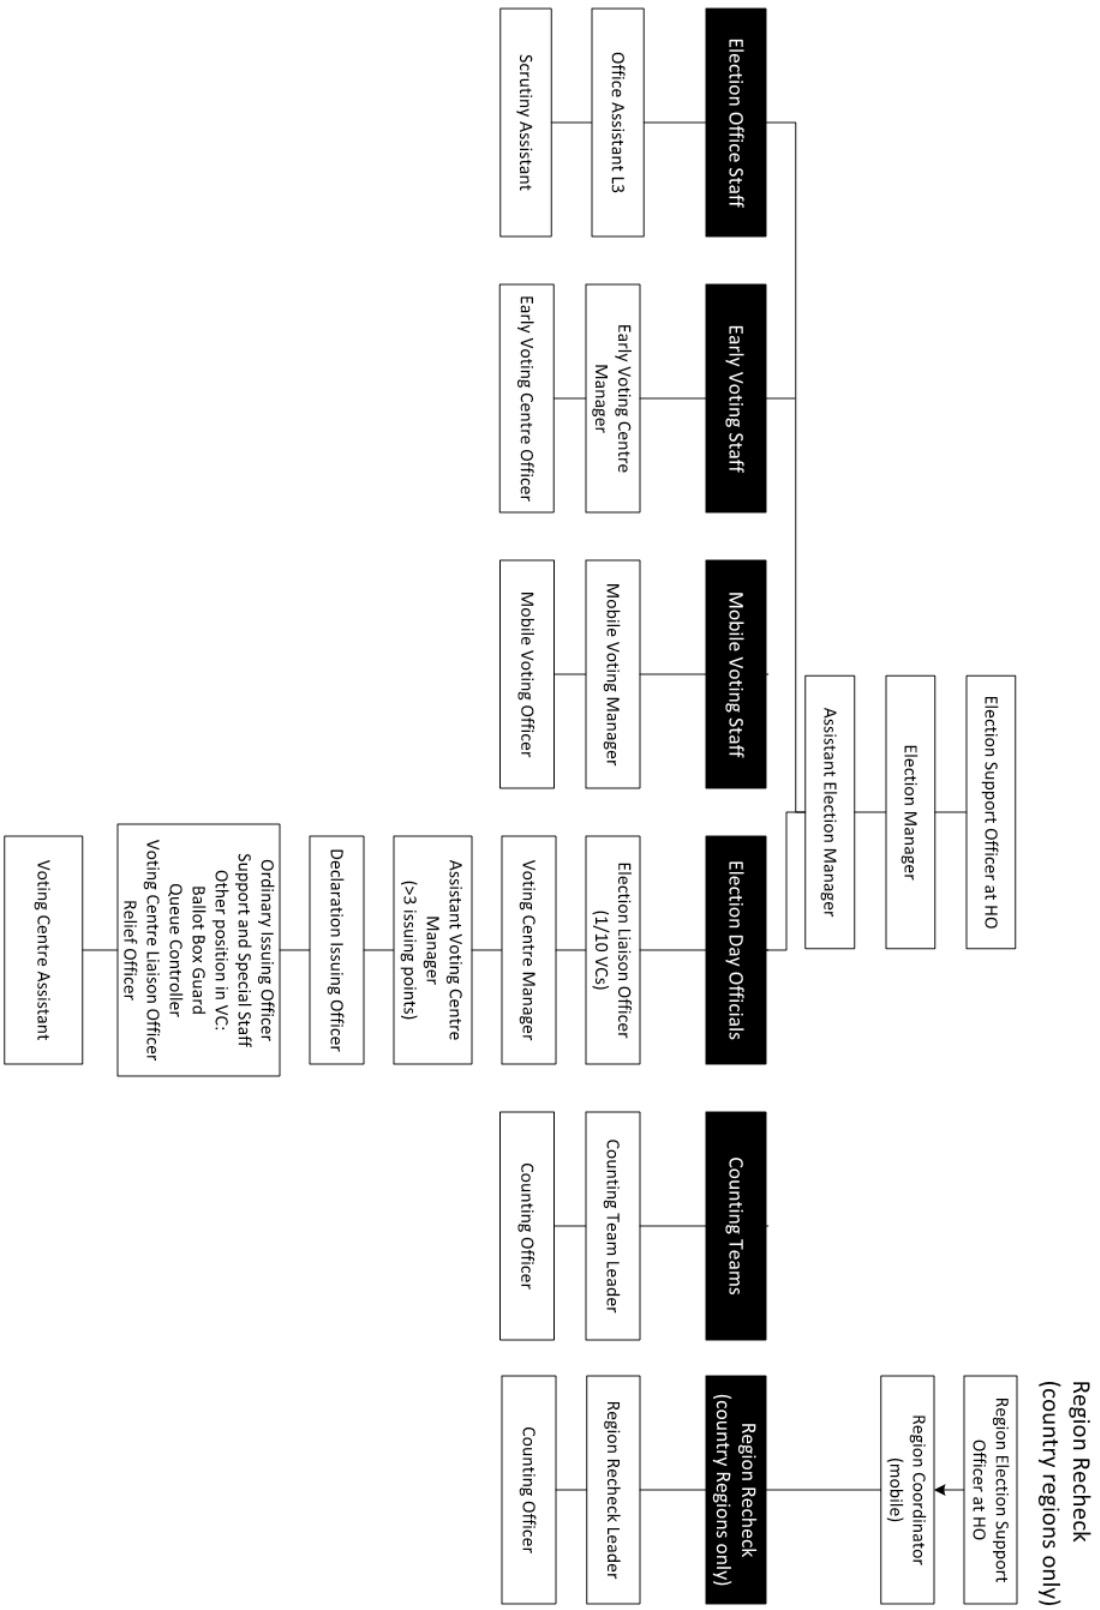 Region Recheck
(country regions only)
Election Support Officer at HO
Region Election Support
Officer at HO
Election Manager
Region Coordinator
(mobile)
Assistant Election Manager
Election Office Staff
Early Voting Staff
Mobile Voting Staff
Election Day Officials
Counting Teams
Region Recheck
(country Regions only)
Office Assistant L3
Early Voting Centre
Manager
Mobile Voting Manager
Election Liaison Officer
(1/10 VCs)
Counting Team Leader
Region Recheck Leader
Scrutiny Assistant
Early Voting Centre Officer
Mobile Voting Officer
Voting Centre Manager
Counting Officer
Counting Officer
Assistant Voting Centre
Manager
(>3 issuing points)
Declaration Issuing Officer
Ordinary Issuing Officer
Support and Special Staff
Other position in VC:
Ballot Box Guard
Queue Controller
Voting Centre Liaison Officer
Relief Officer
Voting Centre Assistant